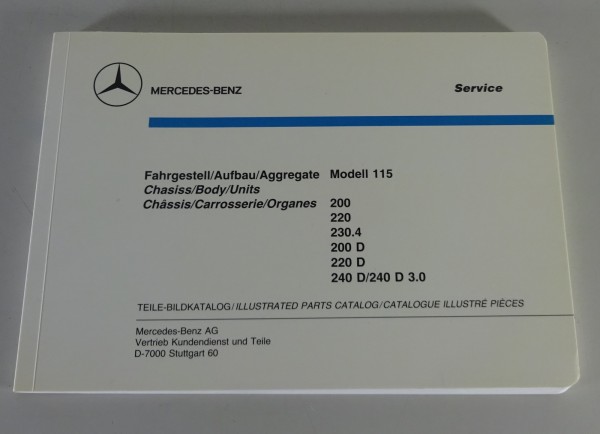 MERCEDES-BENZ Service
Fahrgestell/Aufbau/Aggregate Modell 115
Chasiss/Body/Units
Châssis/Carrosserie/Organes 200
220
230.4
200 D
220 D
240 D/240 D 3.0
TEILE-BILDKATALOG/ILLUSTRATED PARTS CATALOG/CATALOGUE ILLUSTRÉ PIÈCES
Mercedes-Benz AG
Vertrieb Kundendienst und Teile
D-7000 Stuttgart 60